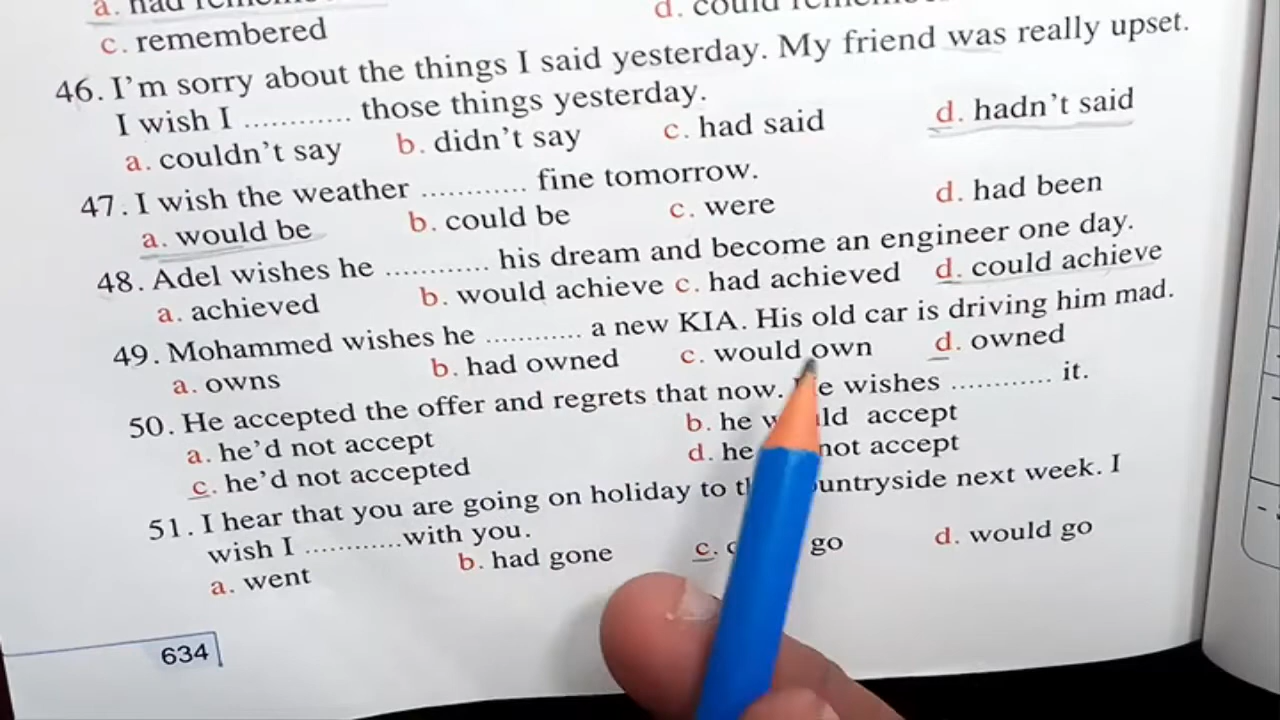 a. had
d. could
c. remembered
46. I'm sorry about the things I said yesterday. My friend was really upset.
I wish I ............ those things yesterday.
a. couldn't say b. didn't say c. had said d. hadn't said
47. I wish the weather ............ fine tomorrow.
a. would be b. could be c. were d. had been
48. Adel wishes he ............ his dream and become an engineer one day.
a. achieved b. would achieve c. had achieved d. could achieve
49. Mohammed wishes he ............ a new KIA. His old car is driving him mad.
a. owns b. had owned c. would own d. owned
50. He accepted the offer and regrets that now. wishes ............ it.
a. he'd not accept b. he accept
c. he'd not accepted d. he not accept
51. I hear that you are going on holiday to countryside next week. I
wish I ............ with you.
a. went b. had gone c. go d. would go
634